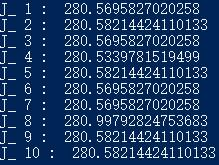 J_ 1 :  280.5695827020258
J_ 2 :  280.58214424110133
J_ 3 :  280.5695827020258
J_ 4 :  280.5339781519499
J_ 5 :  280.58214424110133
J_ 6 :  280.5695827020258
J_ 7 :  280.5695827020258
J_ 8 :  280.99792824753683
J_ 9 :  280.58214424110133
J_ 10 :  280.58214424110133